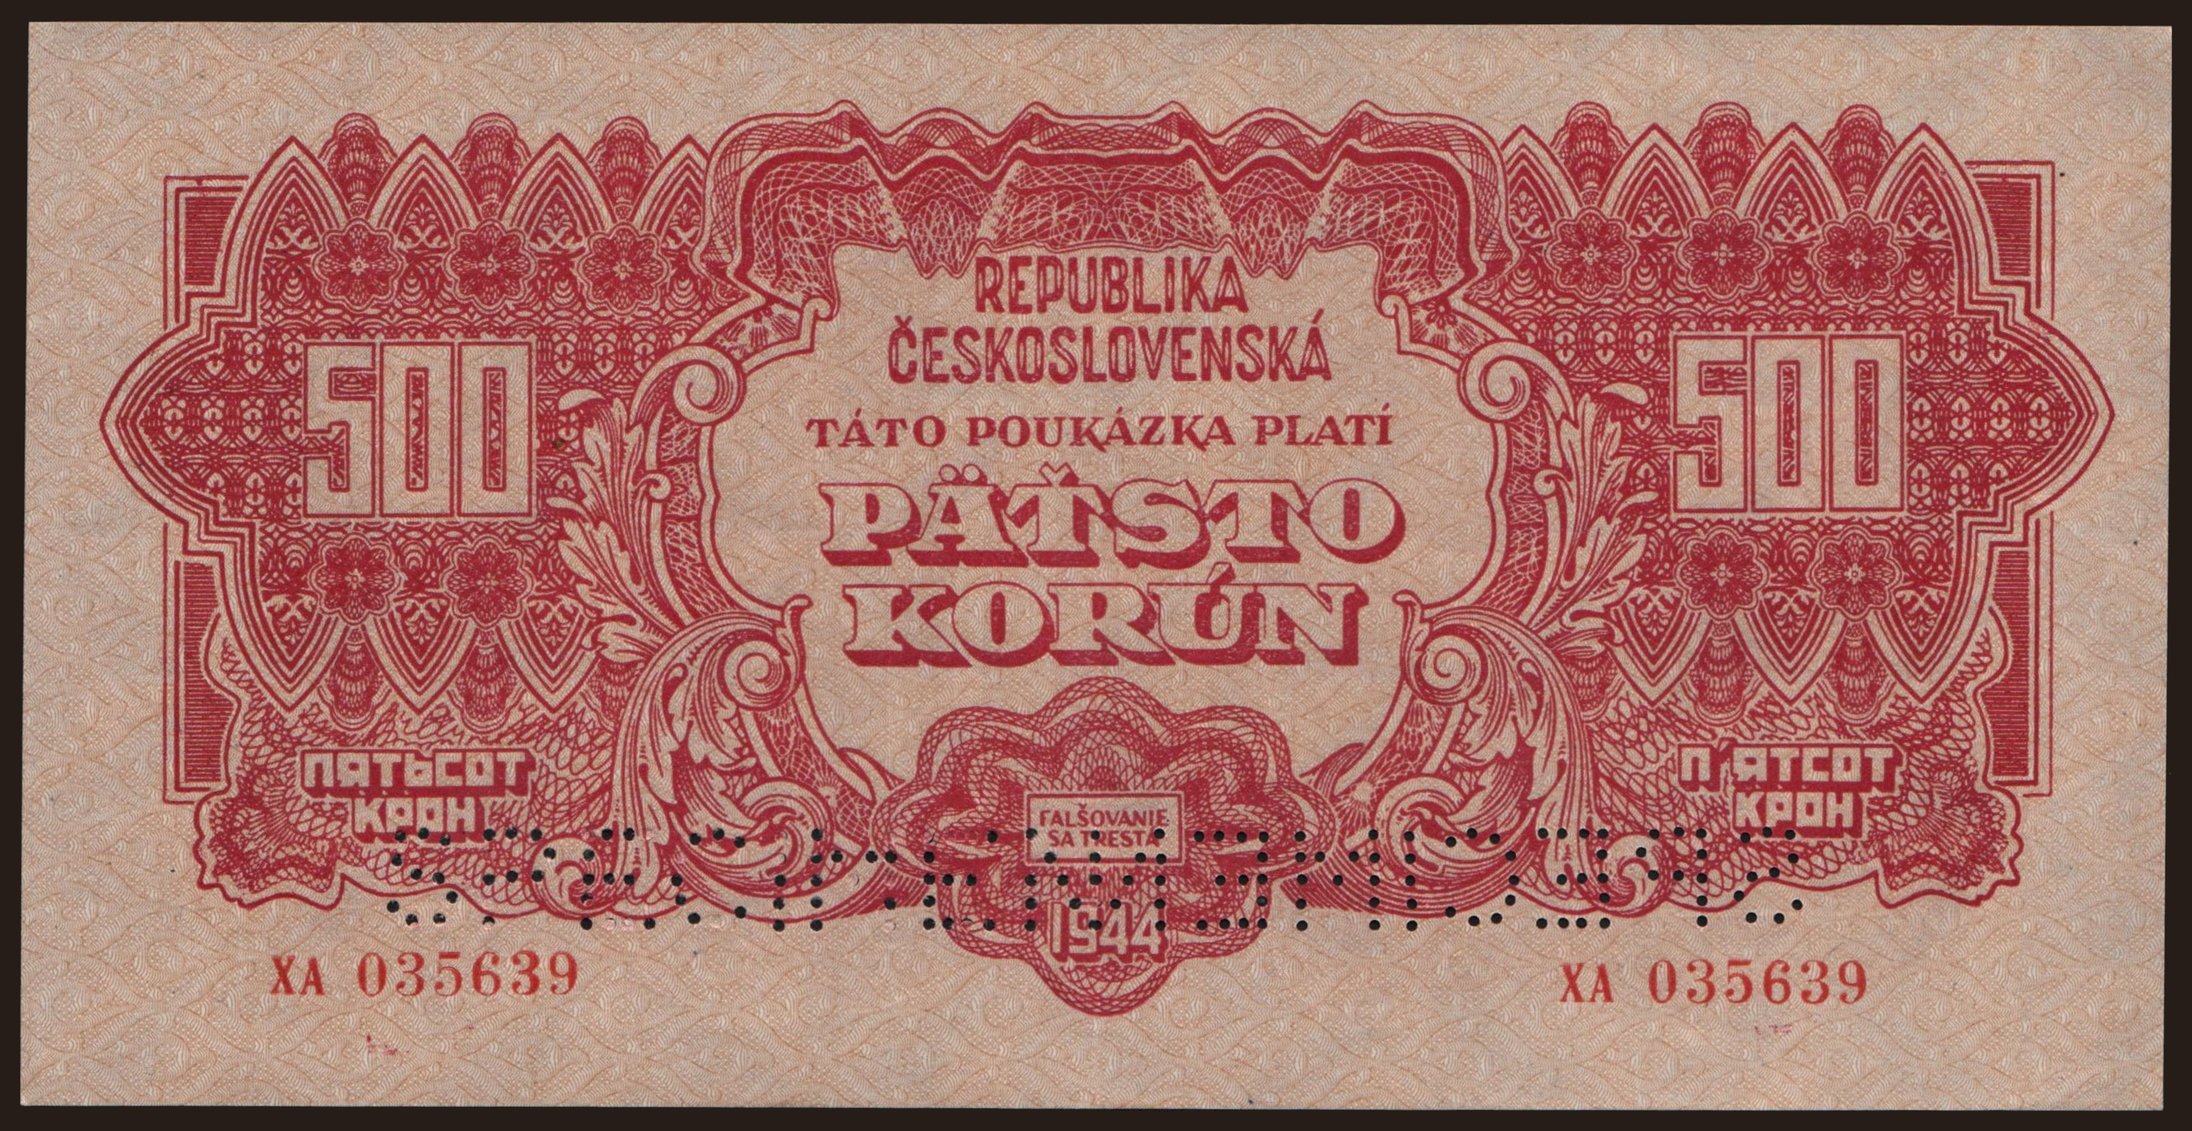 REPUBLIKA
ČESKOSLOVENSKÁ
TÁTO POUKÁZKA PLATÍ
500
500
PÄŤSTO
KORÚN
ПЯТЬСОТ
КРОН
П'ЯТСОТ
КРОН
FALŠOVANIE
SA TRESTÁ
1944
XA 035639
XA 035639